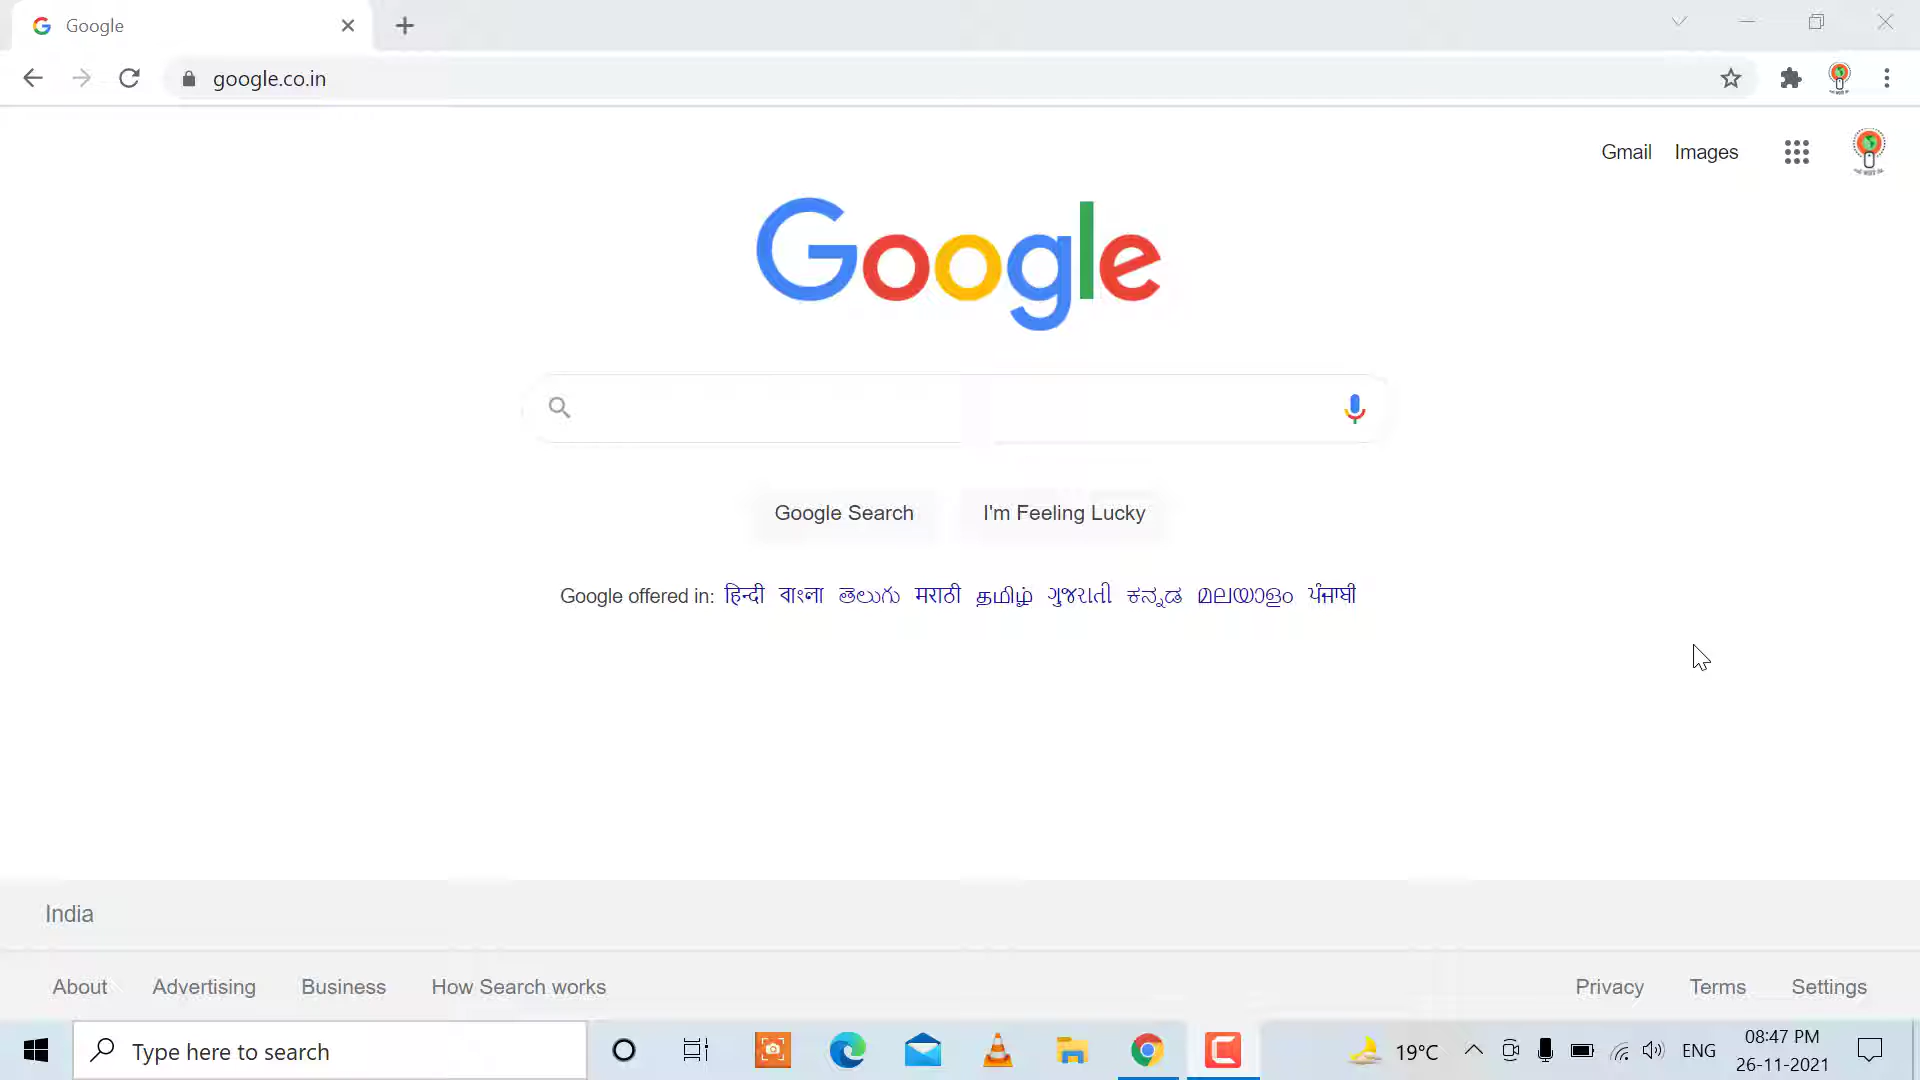 Google
google.co.in
Gmail Images
Google
Google Search I'm Feeling Lucky
Google offered in: हिन्दी বাংলা తెలుగు मराठी தமிழ் ગુજરાતી ಕನ್ನಡ മലയാളം ਪੰਜਾਬੀ
India
About Advertising Business How Search works Privacy Terms Settings
Type here to search 19°C ENG 08:47 PM
26-11-2021